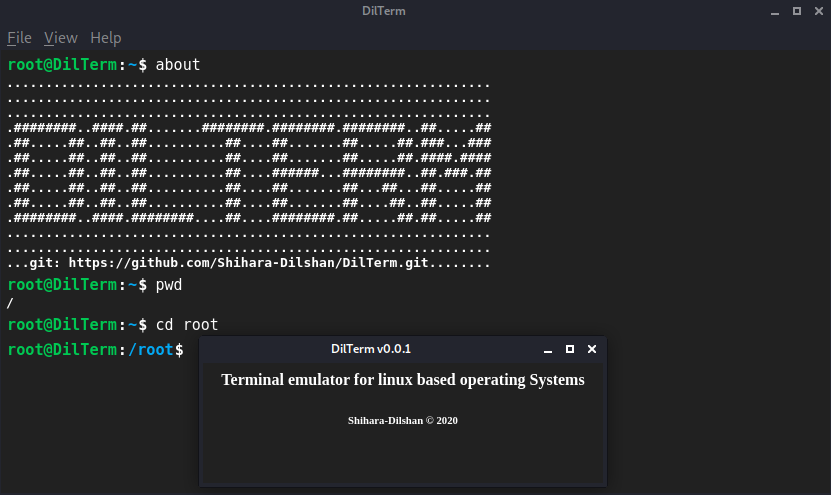 DilTerm
File View Help
root@DilTerm:~$ about
..............................................................
..............................................................
..............................................................
.########..####.##.......########.########.########..##.....##
.##.....##..##..##..........##....##.......##.....##.###...###
.##.....##..##..##..........##....##.......##.....##.####.####
.##.....##..##..##..........##....######...########..##.###.##
.##.....##..##..##..........##....##.......##...##...##.....##
.##.....##..##..##..........##....##.......##....##..##.....##
.########..####.########....##....########.##.....##.##.....##
..............................................................
..............................................................
...git: https://github.com/Shihara-Dilshan/DilTerm.git........
root@DilTerm:~$ pwd
/
root@DilTerm:~$ cd root
root@DilTerm:/root$
DilTerm v0.0.1
Terminal emulator for linux based operating Systems
Shihara-Dilshan © 2020